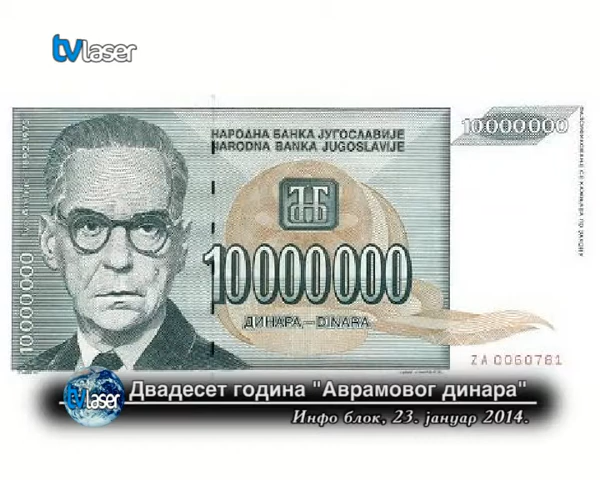 tvlaser
НАРОДНА БАНКА ЈУГОСЛАВИЈЕ
NARODNA BANKA JUGOSLAVIJE
10000000
10000000
ДИНАРА – DINARA
10000000
ZA 0060781
tvlaser
Двадесет година "Аврамовог динара"
Инфо блок, 23. јануар 2014.